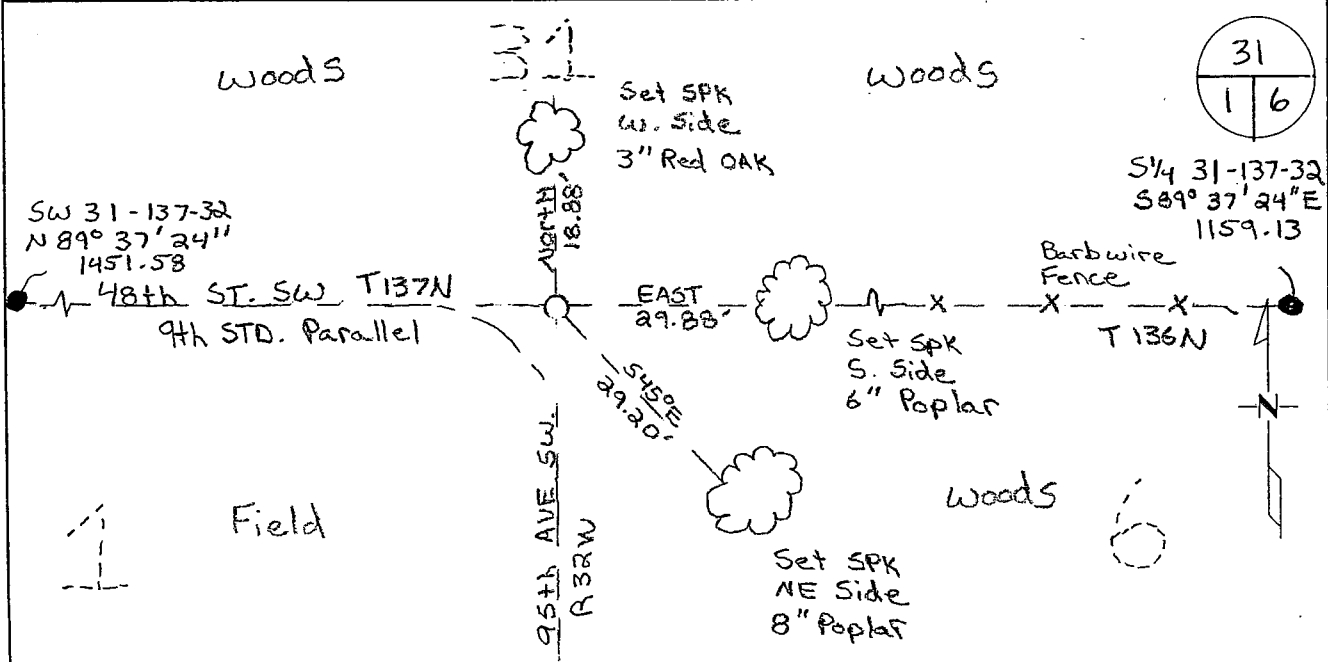 woods
31
woods
31
1 6
Set SPK
W. Side
3" Red OAK
S1/4 31-137-32
S89° 37' 24" E
1159.13
SW 31-137-32
N 89° 37' 24"
1451.58
North
18.88'
Barbwire
Fence
48th ST. SW T137N
9th STD. Parallel
EAST
29.88'
X X X
T 136N
Set SPK
S. Side
6" Poplar
S45°E
29.20'
N
95th AVE SW.
R32W
1
Field
woods
6
Set SPK
NE Side
8" Poplar